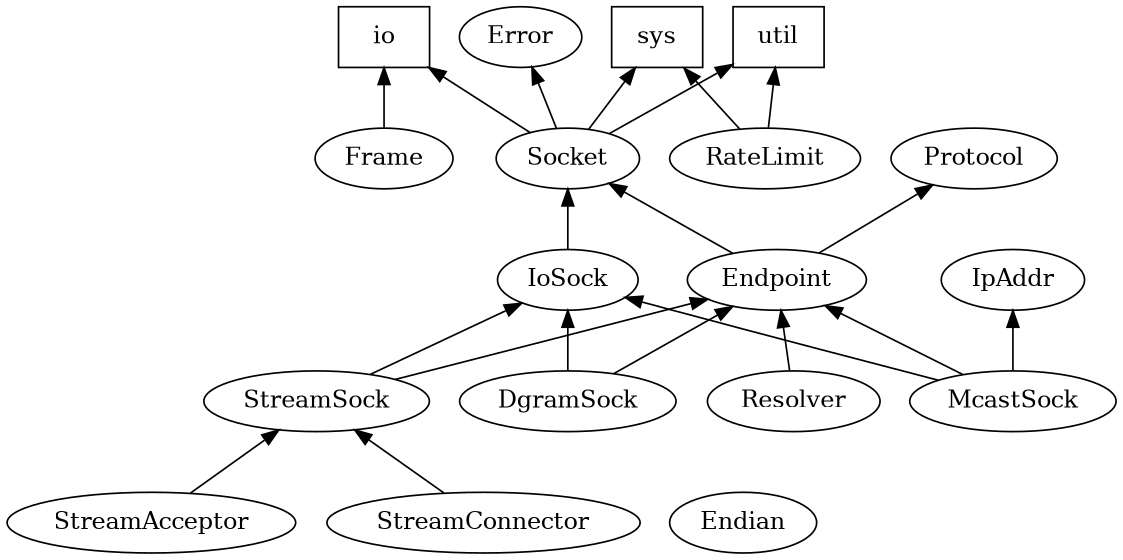 io
Error
sys
util
Frame
Socket
RateLimit
Protocol
IoSock
Endpoint
IpAddr
StreamSock
DgramSock
Resolver
McastSock
StreamAcceptor
StreamConnector
Endian